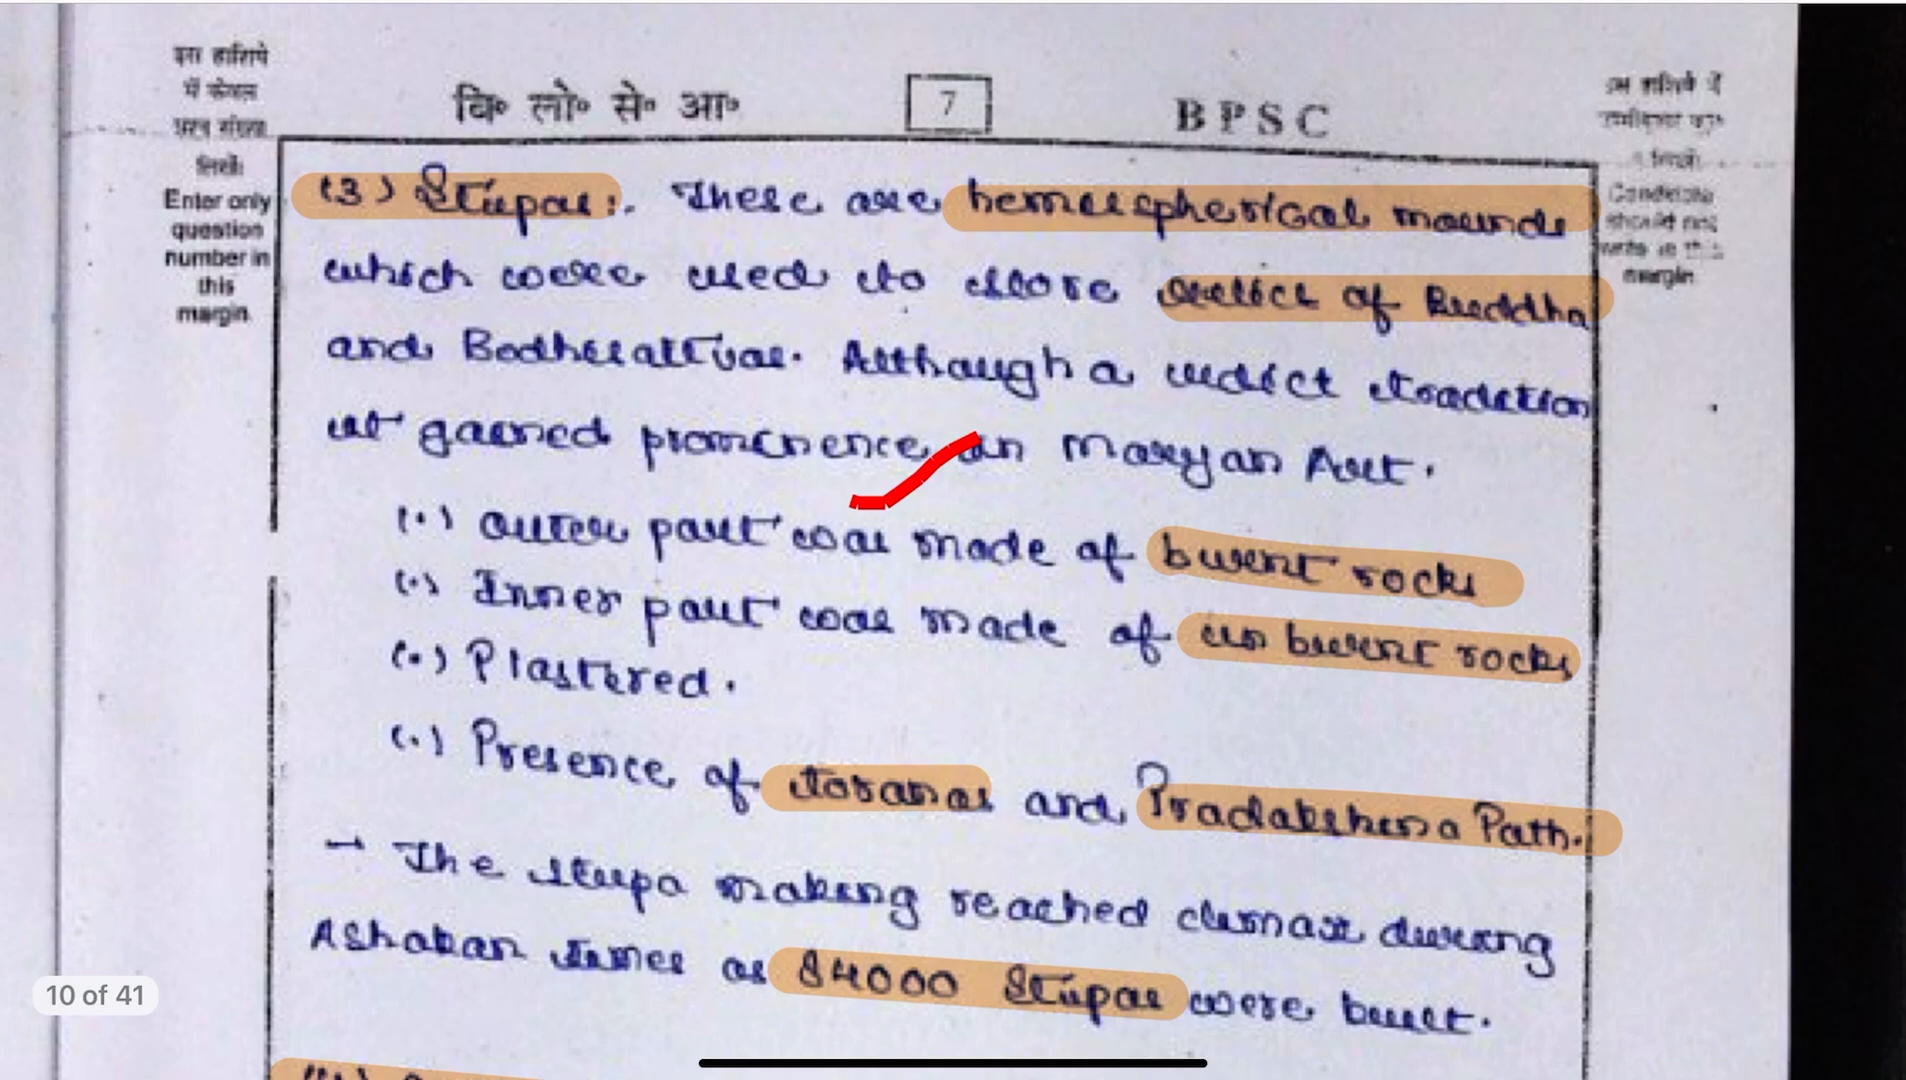 इस हाशिये
में केवल
प्रश्न संख्या
लिखें
Enter only
question
number in
this
margin
बि० लो० से० आ०
7
BPSC
Candidate
should not
write in this
margin
(3) Stupas:. These are hemispherical mounds
which were used to store relics of Buddha
and Bodhisattvas. Although a vedict tradition
it gained prominence in Mauryan Art.
(•) Outer part was made of burnt rocks
(•) Inner part was made of un burnt rocks
(•) Plastered.
(•) Presence of toranas and Pradakshina Path.
→ The stupa making reached climax during
Ashokan times as 84000 Stupas were built.
10 of 41